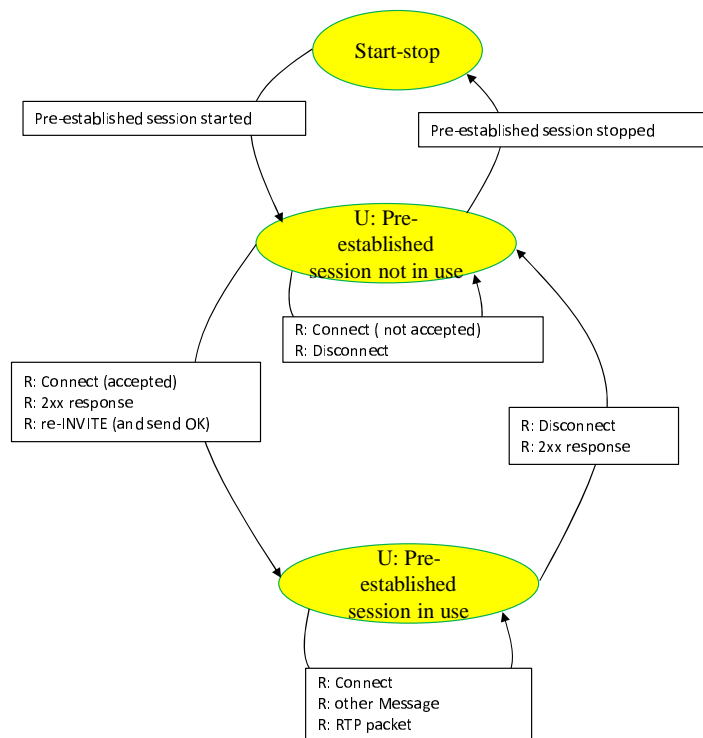 Start-stop
Pre-established session started
Pre-established session stopped
U: Pre-
established
session not in use
R: Connect ( not accepted)
R: Disconnect
R: Connect (accepted)
R: 2xx response
R: re-INVITE (and send OK)
R: Disconnect
R: 2xx response
U: Pre-
established
session in use
R: Connect
R: other Message
R: RTP packet